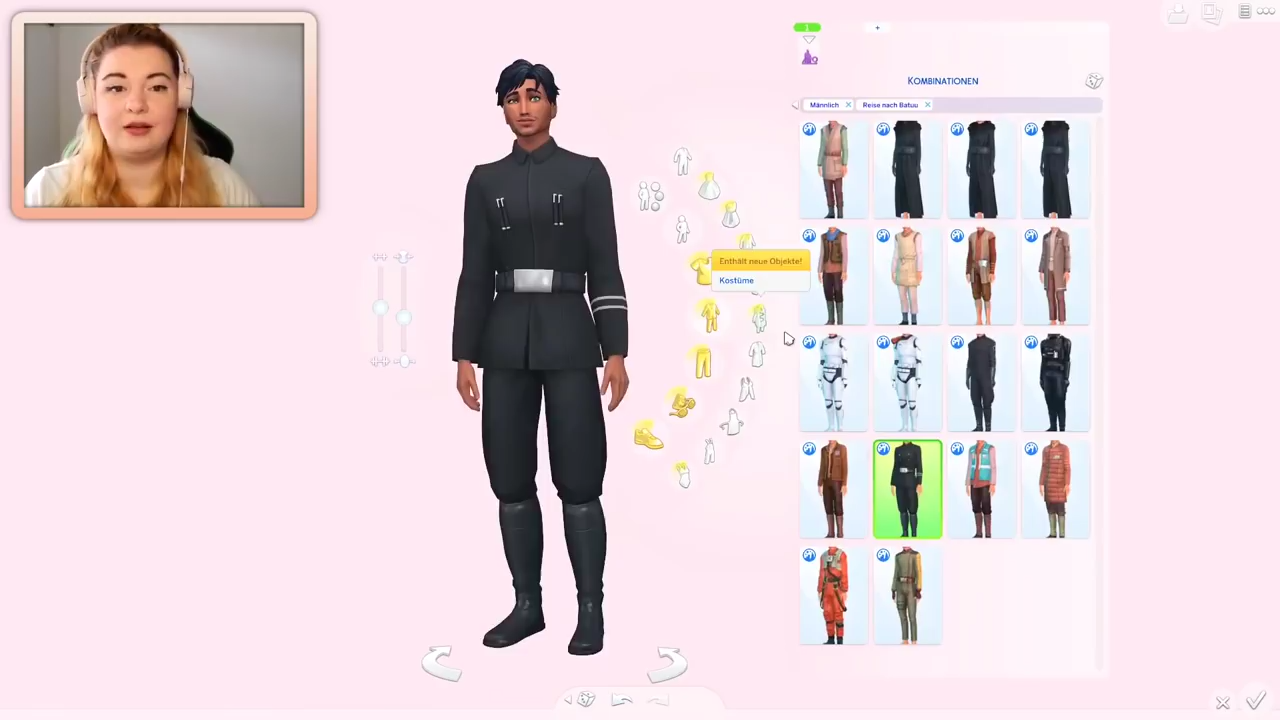 KOMBINATIONEN
Männlich
Reise nach Batuu
Enthält neue Objekte!
Kostüme